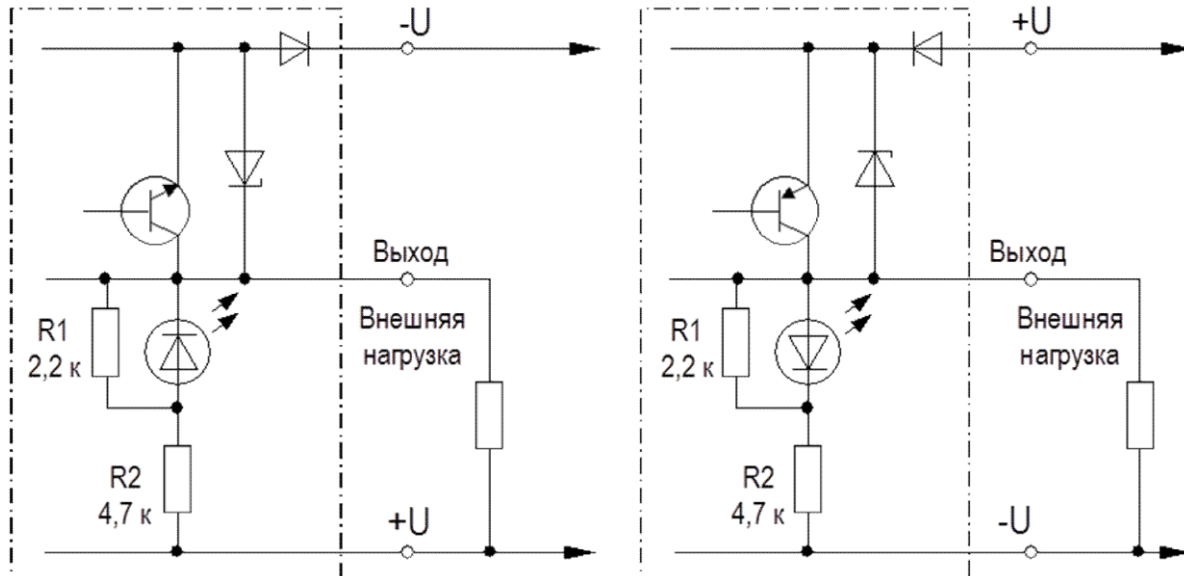 -U
Выход
R1
2,2 к
Внешняя
нагрузка
R2
4,7 к
+U
+U
Выход
R1
2,2 к
Внешняя
нагрузка
R2
4,7 к
-U